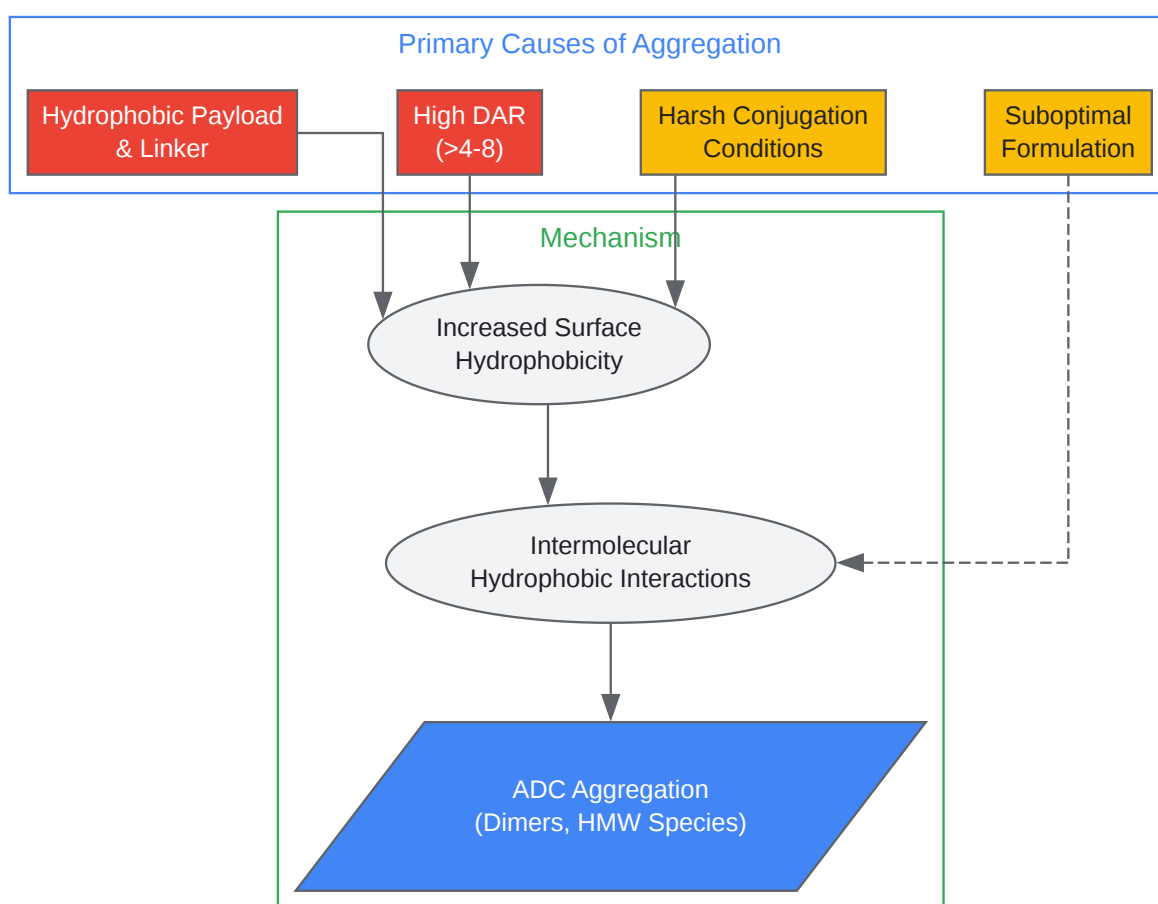 Primary Causes of Aggregation
Hydrophobic Payload
& Linker
High DAR
(>4-8)
Harsh Conjugation
Conditions
Suboptimal
Formulation
Mechanism
Increased Surface
Hydrophobicity
Intermolecular
Hydrophobic Interactions
ADC Aggregation
(Dimers, HMW Species)